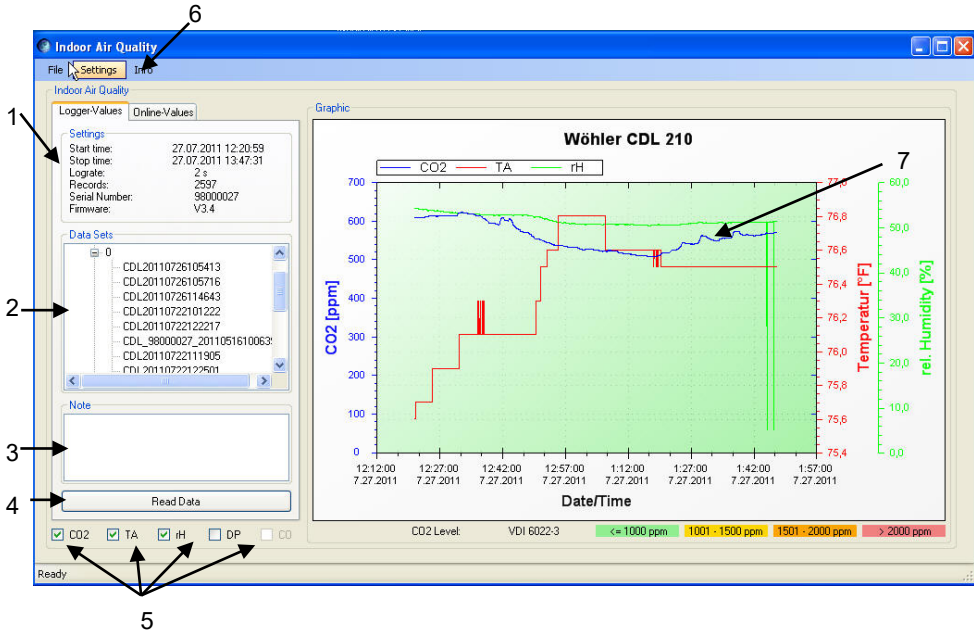 6
Indoor Air Quality
File Settings Info
Indoor Air Quality
Logger-Values Online-Values
1
Settings
Start time: 27.07.2011 12:20:59
Stop time: 27.07.2011 13:47:31
Lograte: 2 s
Records: 2597
Serial Number: 98000027
Firmware: V3.4
Data Sets
0
CDL20110726105413
CDL20110726105716
CDL20110726114643
CDL20110722101222
2
CDL20110722122217
CDL_98000027_2011051610063
CDL20110722111905
CDL20110722122501
Note
3
4
Read Data
CO2 TA rH DP CO
5
Ready
Graphic
Wöhler CDL 210
CO2 TA rH
7
700
600
500
400
300
200
100
0
CO2 [ppm]
77,0
76,8
76,6
76,4
76,2
76,0
75,8
75,6
75,4
Temperatur [°F]
60,0
50,0
40,0
30,0
20,0
10,0
0,0
rel. Humidity [%]
12:12:00 12:27:00 12:42:00 12:57:00 1:12:00 1:27:00 1:42:00 1:57:00
7.27.2011 7.27.2011 7.27.2011 7.27.2011 7.27.2011 7.27.2011 7.27.2011 7.27.2011
Date/Time
CO2 Level: VDI 6022-3 <= 1000 ppm 1001 - 1500 ppm 1501 - 2000 ppm > 2000 ppm